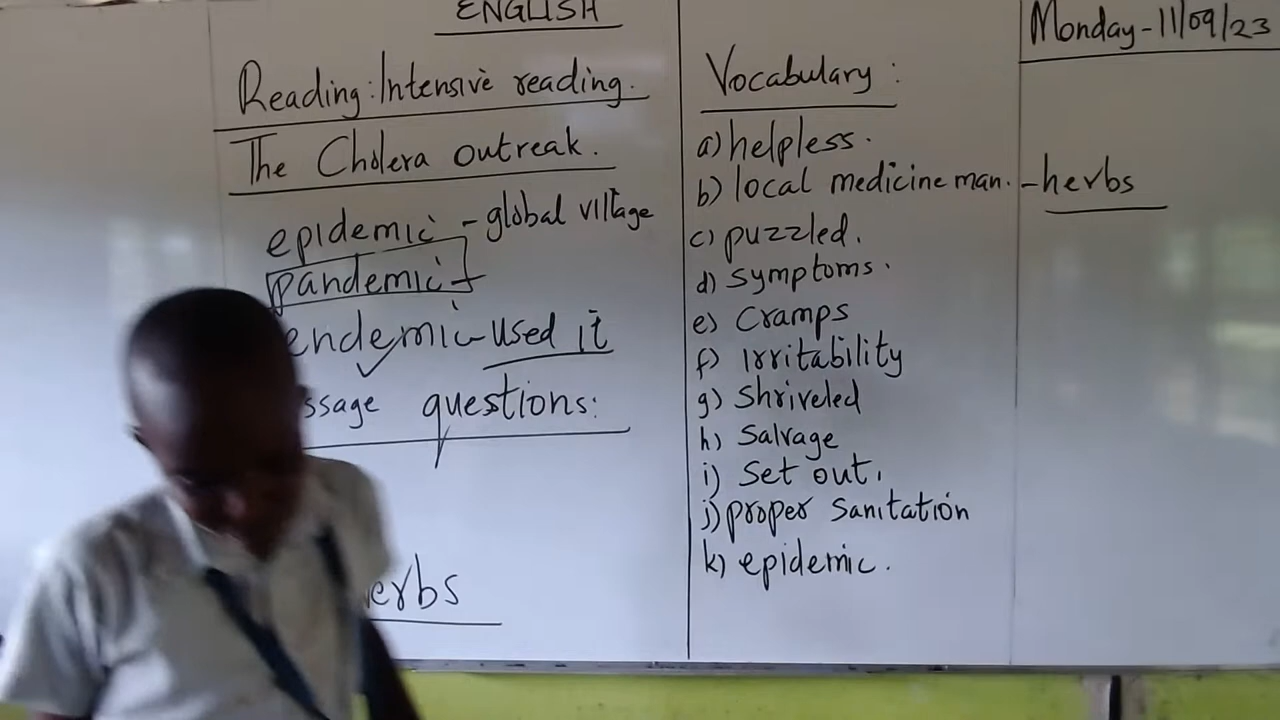 ENGLISH
Reading: Intensive reading.
The Cholera outreak.
epidemic - global village
pandemic
endemic - used it
questions:
Vocabulary:
a) helpless.
b) local medicine man. - herbs
c) puzzled.
d) symptoms.
e) cramps
f) irritability
g) shriveled
h) Salvage
i) Set out.
j) proper sanitation
k) epidemic.
Monday - 11/09/23